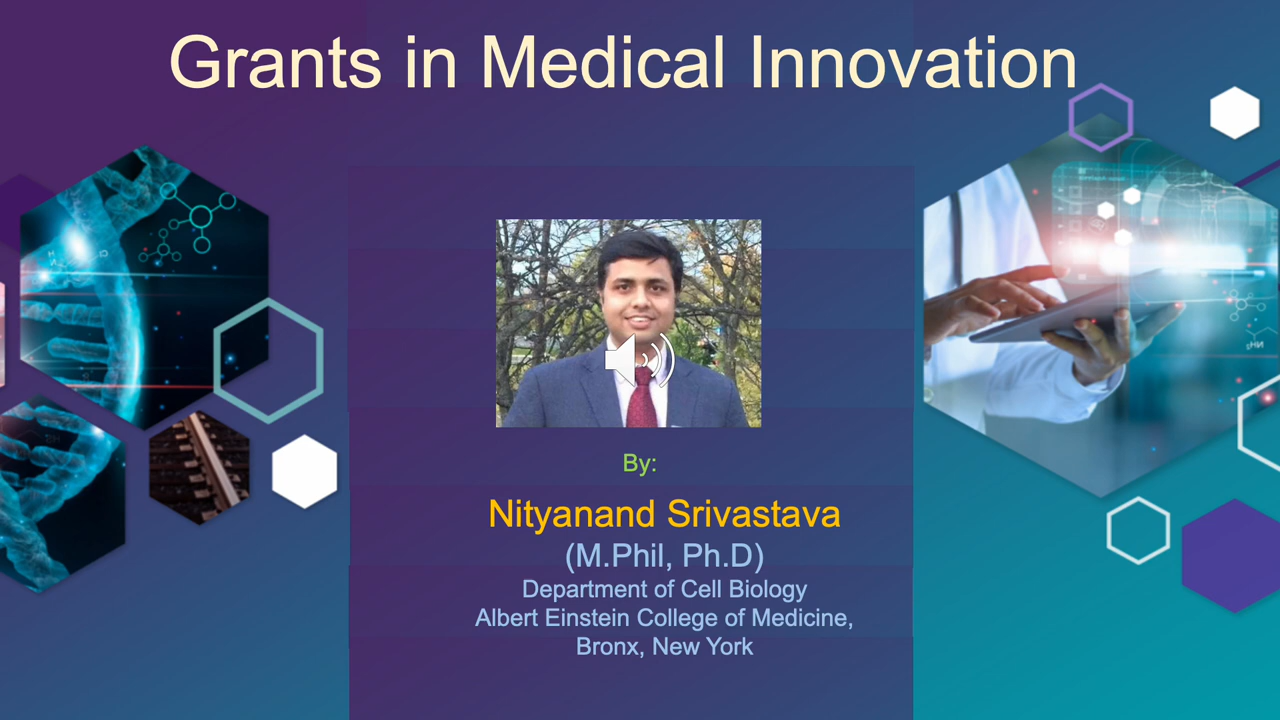 Grants in Medical Innovation
By:
Nityanand Srivastava
(M.Phil, Ph.D)
Department of Cell Biology
Albert Einstein College of Medicine,
Bronx, New York